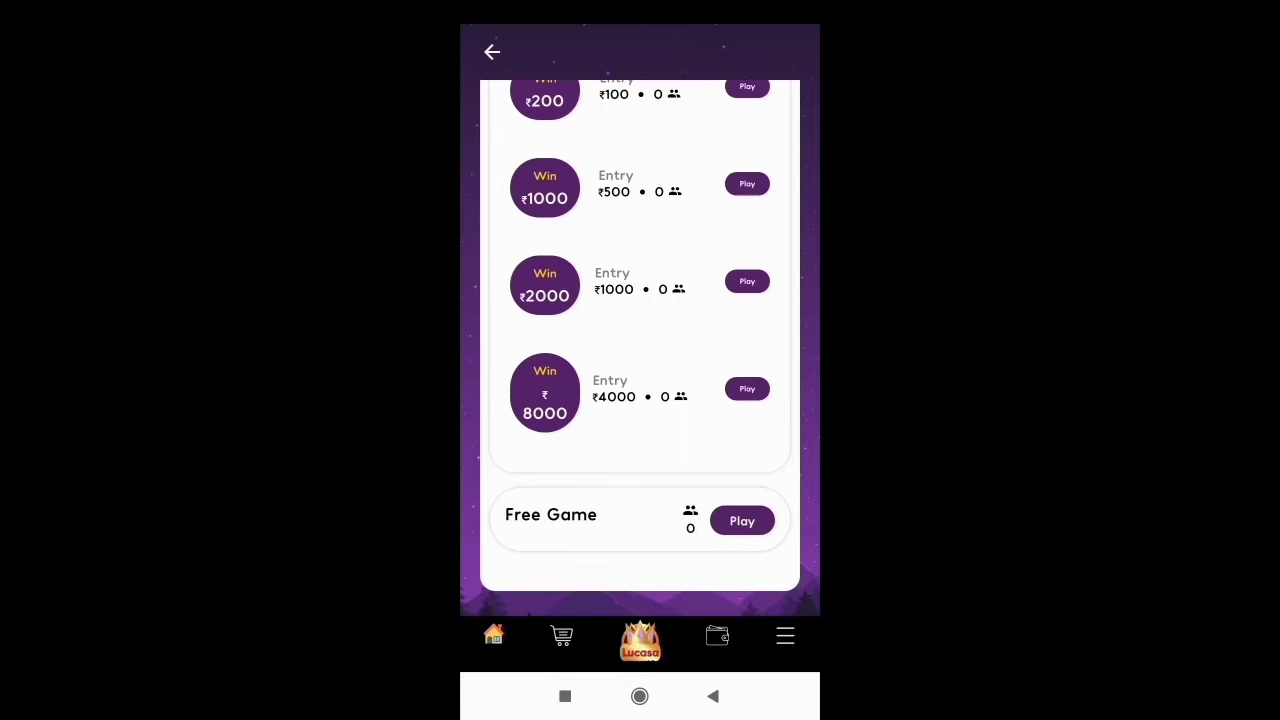 Win
₹200
Entry
₹100 • 0
Play
Win
₹1000
Entry
₹500 • 0
Play
Win
₹2000
Entry
₹1000 • 0
Play
Win
₹
8000
Entry
₹4000 • 0
Play
Free Game
0
Play
Lucasa